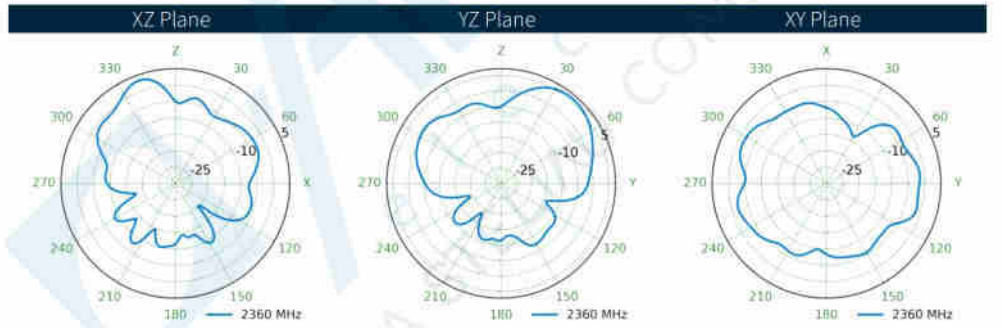 XZ Plane YZ Plane XY Plane
Z Z X
330 30 330 30 330 30
300 60 300 60 300 60
5 5 5
-10 -10 -10
-25 -25 -25
270 X 270 Y 270 Y
240 120 240 120 240 120
210 150 210 150 210 150
180 2360 MHz 180 2360 MHz 180 2360 MHz